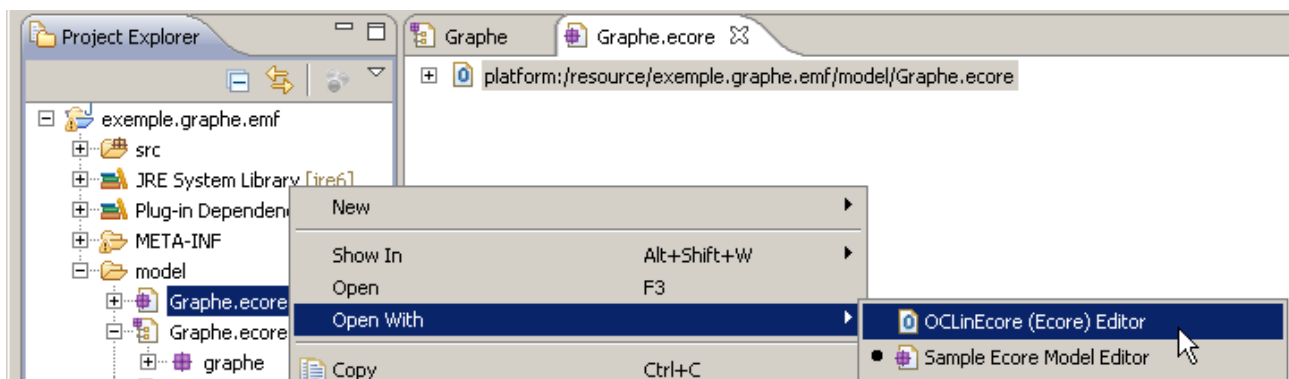 Project Explorer
Graphe
Graphe.ecore
platform:/resource/exemple.graphe.emf/model/Graphe.ecore
exemple.graphe.emf
src
JRE System Library [jre6]
Plug-in Depende
META-INF
model
Graphe.ecore
Graphe.ecore
graphe
New
Show In Alt+Shift+W
Open F3
Open With
Copy Ctrl+C
OCLinEcore (Ecore) Editor
Sample Ecore Model Editor